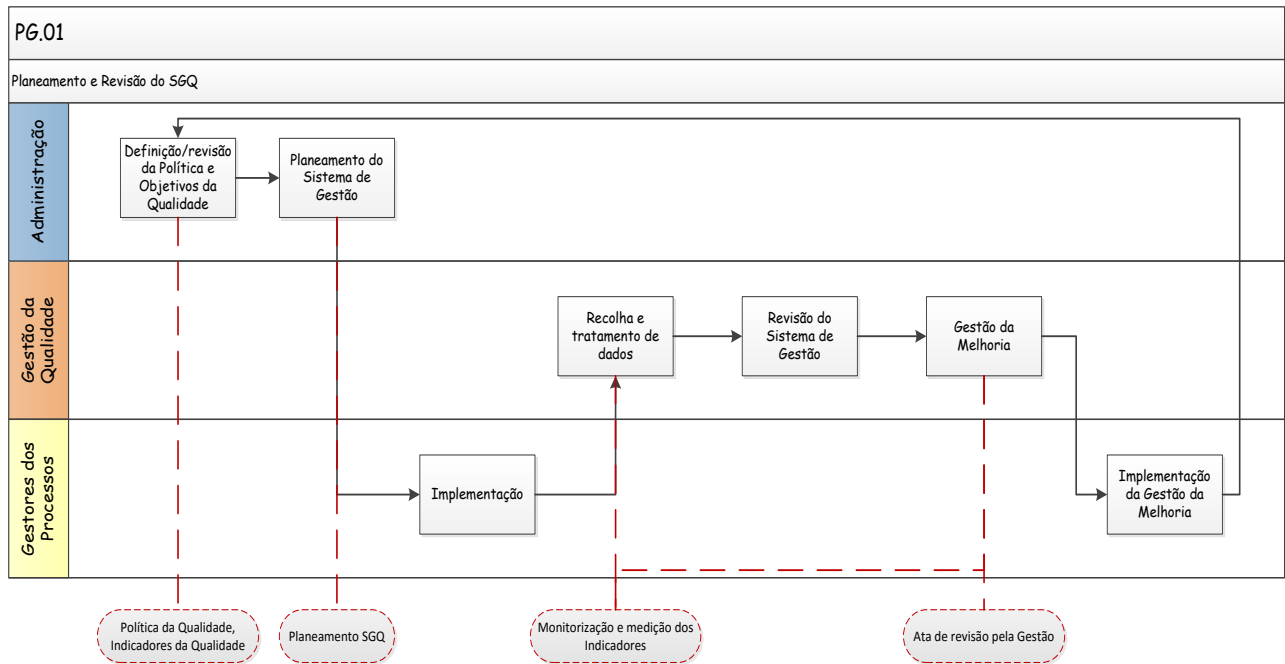 PG.01
Planeamento e Revisão do SGQ
Administração
Definição/revisão
da Política e
Objetivos da
Qualidade
Planeamento do
Sistema de
Gestão
Gestão da
Qualidade
Recolha e
tratamento de
dados
Revisão do
Sistema de
Gestão
Gestão da
Melhoria
Gestores dos
Processos
Implementação
Implementação
da Gestão da
Melhoria
Política da Qualidade,
Indicadores da Qualidade
Planeamento SGQ
Monitorização e medição dos
Indicadores
Ata de revisão pela Gestão